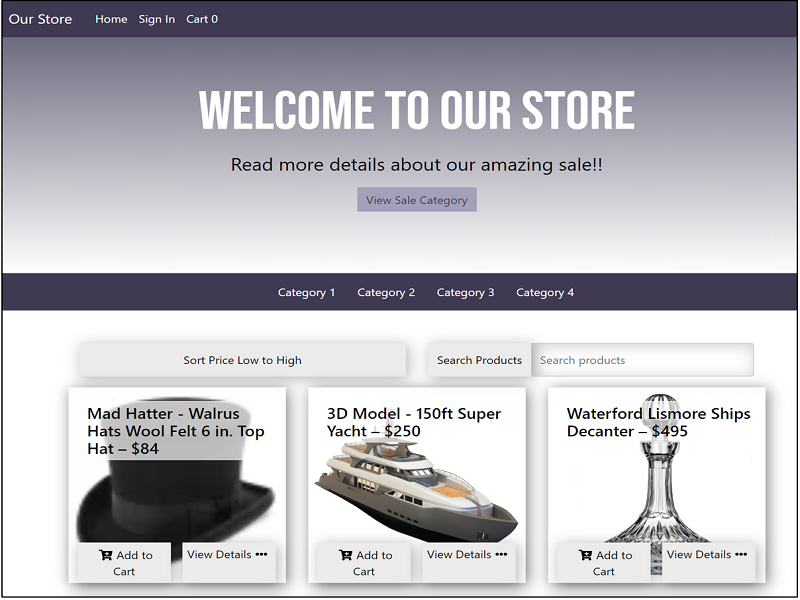 Our Store Home Sign In Cart 0
WELCOME TO OUR STORE
Read more details about our amazing sale!!
View Sale Category
Category 1 Category 2 Category 3 Category 4
Sort Price Low to High Search Products Search products
Mad Hatter - Walrus
Hats Wool Felt 6 in. Top
Hat – $84
Add to
Cart
View Details •••
3D Model - 150ft Super
Yacht – $250
Add to
Cart
View Details •••
Waterford Lismore Ships
Decanter – $495
Add to
Cart
View Details •••